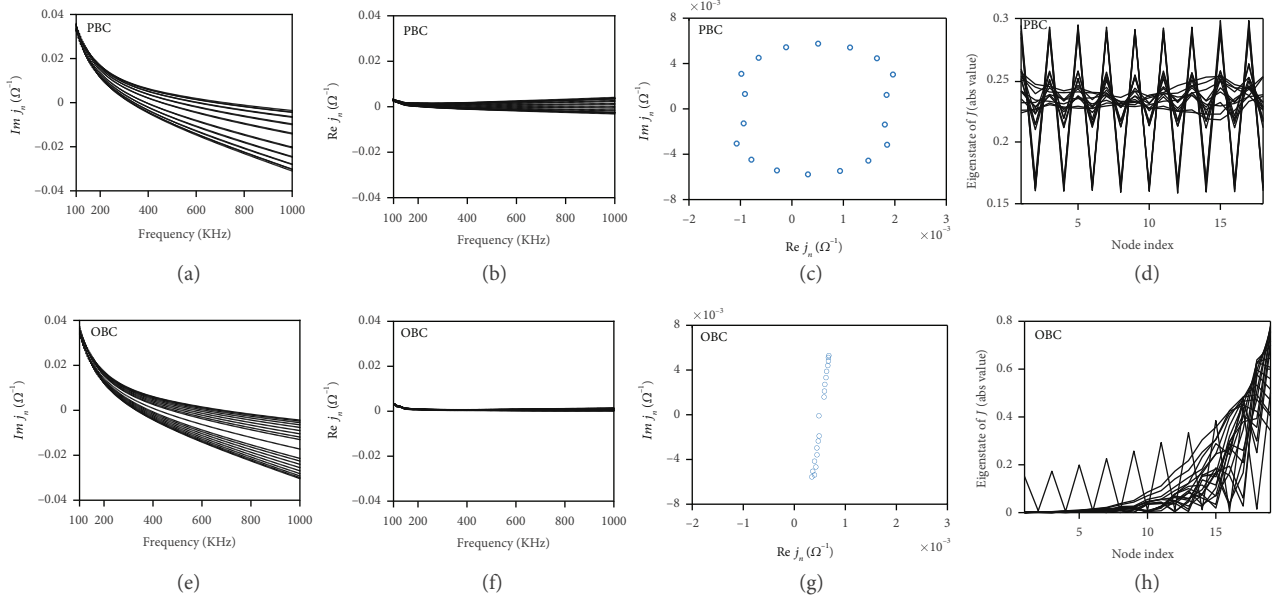 0.04
0.02
0
–0.02
–0.04
PBC
Im j_n (Ω⁻¹)
100 200 400 600 800 1000
Frequency (KHz)
(a)
0.04
0.02
0
–0.02
–0.04
PBC
Re j_n (Ω⁻¹)
100 200 400 600 800 1000
Frequency (KHz)
(b)
×10⁻³
8
4
0
–4
–8
PBC
Im j_n (Ω⁻¹)
–2 –1 0 1 2 3
×10⁻³
Re j_n (Ω⁻¹)
(c)
0.3
0.25
0.2
0.15
PBC
Eigenstate of J (abs value)
5 10 15
Node index
(d)
0.04
0.02
0
–0.02
–0.04
OBC
Im j_n (Ω⁻¹)
100 200 400 600 800 1000
Frequency (KHz)
(e)
0.04
0.02
0
–0.02
–0.04
OBC
Re j_n (Ω⁻¹)
100 200 400 600 800 1000
Frequency (KHz)
(f)
×10⁻³
8
4
0
–4
–8
OBC
Im j_n (Ω⁻¹)
–2 –1 0 1 2 3
×10⁻³
Re j_n (Ω⁻¹)
(g)
0.8
0.6
0.4
0.2
0
OBC
Eigenstate of J (abs value)
5 10 15
Node index
(h)